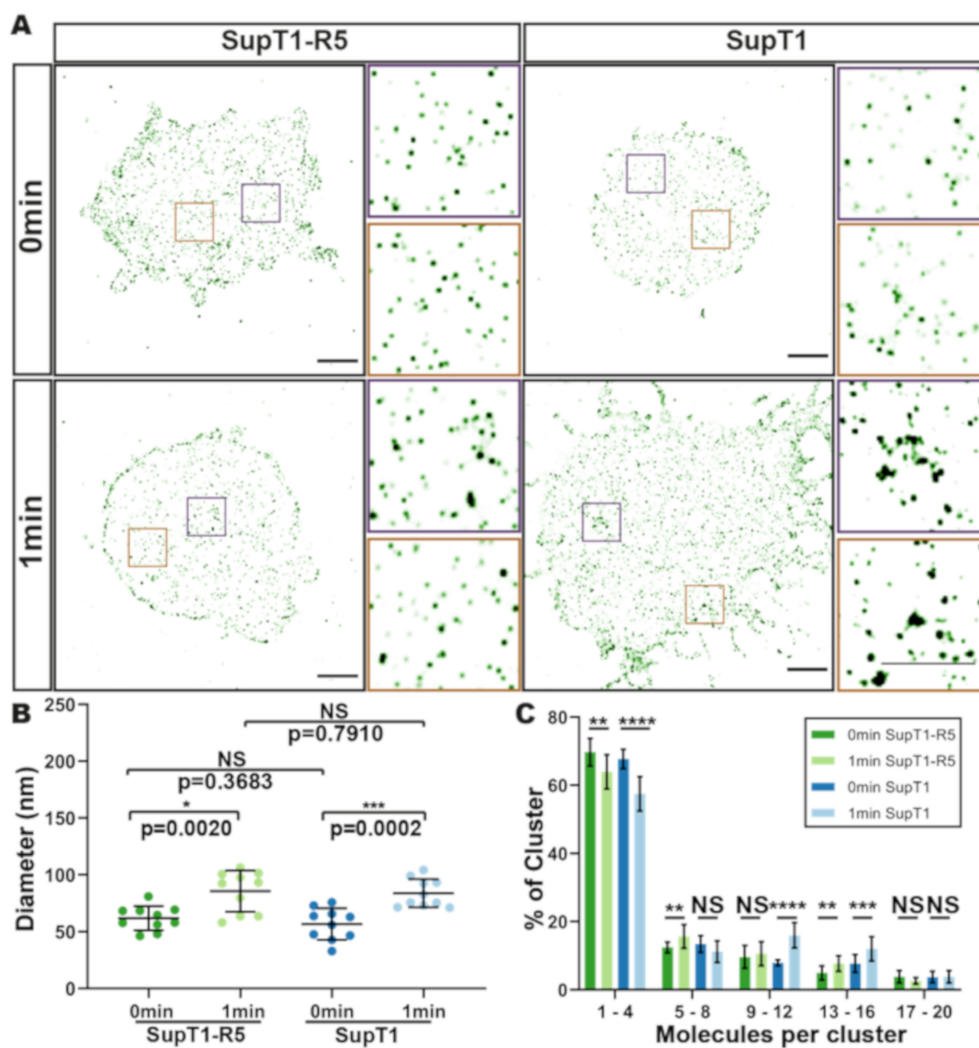 A
SupT1-R5
SupT1
0min
1min
B
250
200
150
100
50
0
Diameter (nm)
NS
p=0.7910
NS
p=0.3683
*
p=0.0020
***
p=0.0002
0min
1min
0min
1min
SupT1-R5
SupT1
C
80
60
40
20
0
% of Cluster
** ****
** NS
NS ****
** ***
NS NS
0min SupT1-R5
1min SupT1-R5
0min SupT1
1min SupT1
1 - 4
5 - 8
9 - 12
13 - 16
17 - 20
Molecules per cluster